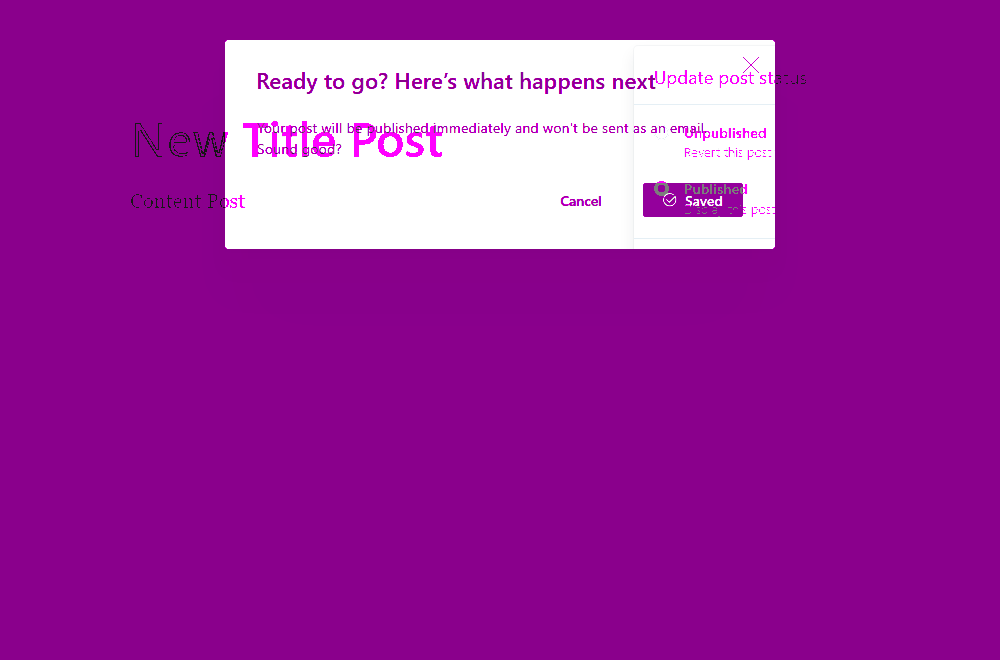 Ready to go? Here's what happens next
Update post status
Your post will be published immediately and won't be sent as an email.
Sound good?
New Title Post
Unpublished
Revert this post
Content Post
Cancel
Published
Saved
this post